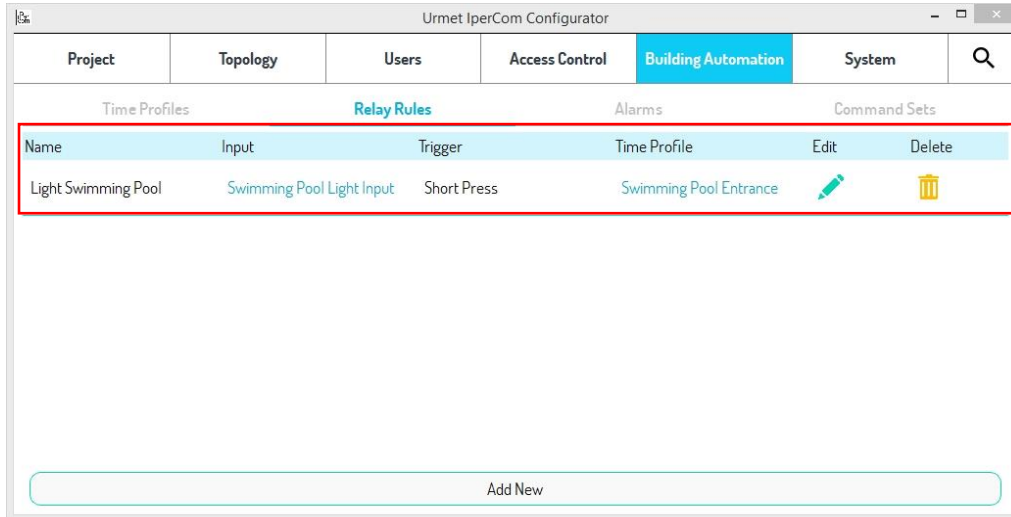 Urmet IperCom Configurator
Project Topology Users Access Control Building Automation System
Time Profiles Relay Rules Alarms Command Sets
Name Input Trigger Time Profile Edit Delete
Light Swimming Pool Swimming Pool Light Input Short Press Swimming Pool Entrance
Add New